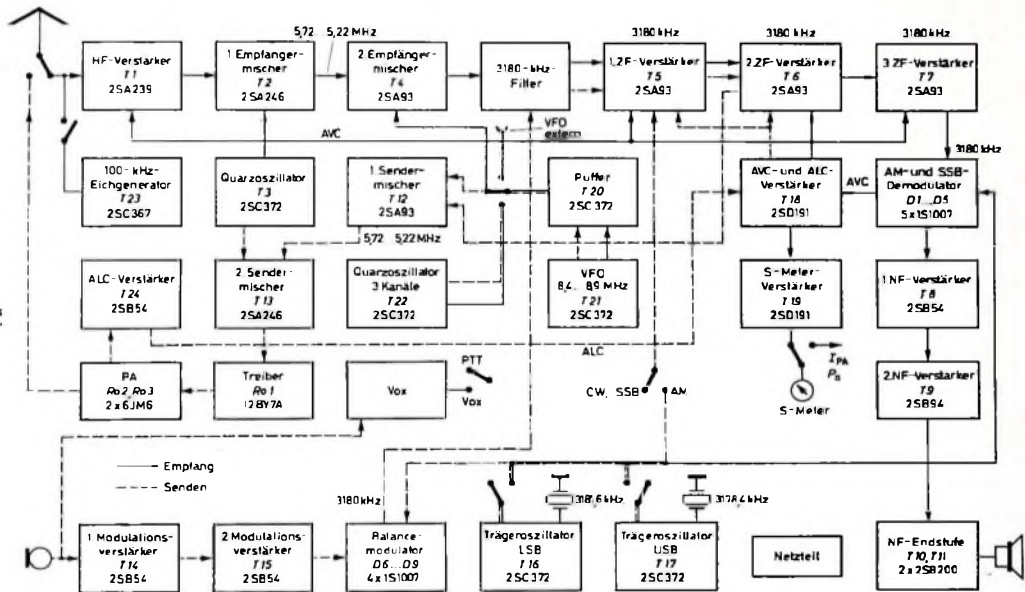 5,72 ... 5,22 MHz
3180 kHz
3180 kHz
3180 kHz
HF-Verstärker
T1
2SA239
1 Empfänger-
mischer
T2
2SA246
2. Empfänger-
mischer
T4
2SA93
3180-kHz-
Filter
1.ZF-Verstärker
T5
2SA93
2.ZF-Verstärker
T6
2SA93
3.ZF-Verstärker
T7
2SA93
AVC
VFO
extern
3180 kHz
100-kHz-
Eichgenerator
T23
2SC367
Quarzoszillator
T3
2SC372
1. Sender-
mischer
T12
2SA93
Puffer
T20
2SC372
AVC-und ALC-
Verstärker
T18
2SD191
AVC
AM-und SSB-
Demodulator
D1...D5
5x1S1007
5,72 ... 5,22 MHz
ALC-Verstärker
T24
2SB54
2. Sender-
mischer
T13
2SA246
Quarzoszillator
3 Kanäle
T22
2SC372
VFO
8,4... 8,9 MHz
T21
2SC372
S-Meter-
Verstärker
T19
2SD191
1.NF-Verstärker
T8
2SB54
ALC
PA
Rö2, Rö3
2x6JM6
Treiber
Rö1
12BY7A
Vox
PTT
Vox
CW, SSB
AM
I PA
S-Meter
2.NF-Verstärker
T9
2SB94
Empfang
Senden
3180 kHz
3181,6 kHz
3178,4 kHz
1 Modulations-
verstärker
T14
2SB54
2 Modulations-
verstärker
T15
2SB54
Balance-
modulator
D6...D9
4x1S1007
Trägeroszillator
LSB
T16
2SC372
Trägeroszillator
USB
T17
2SC372
Netzteil
NF-Endstufe
T10, T11
2x2SB200